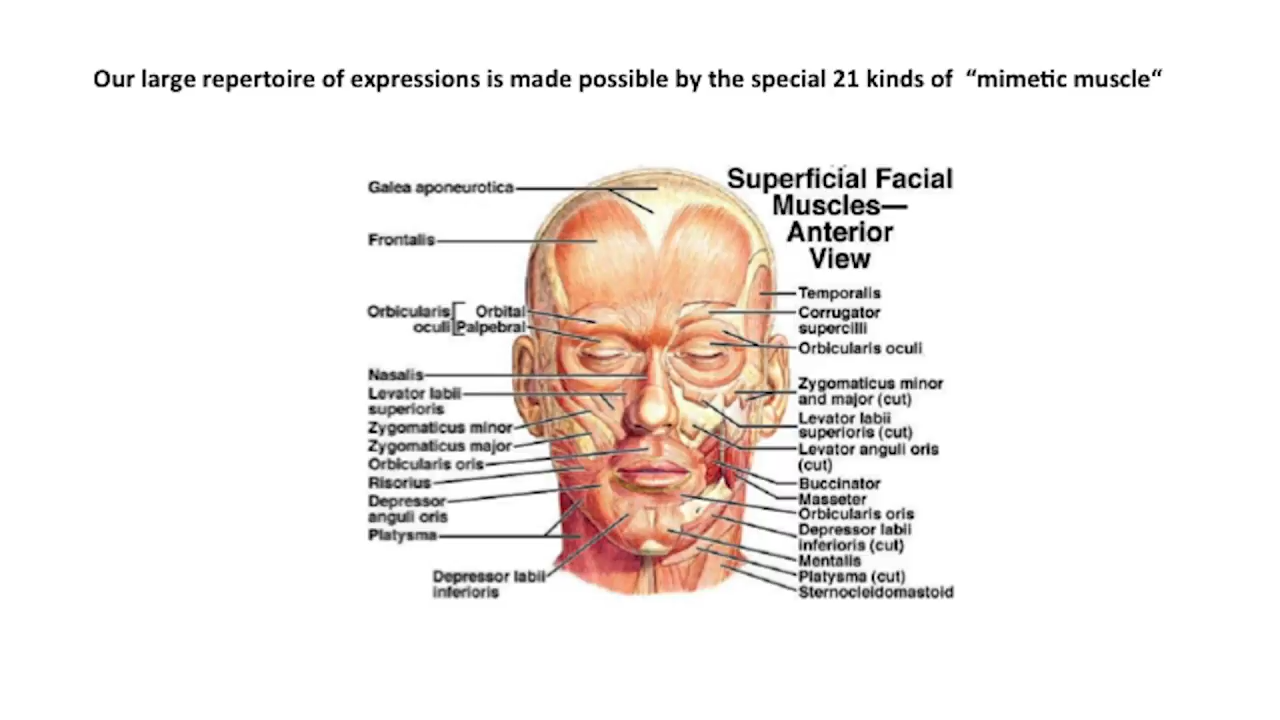 Our large repertoire of expressions is made possible by the special 21 kinds of “mimetic muscle“
Superficial Facial
Muscles—
Anterior
View
Galea aponeurotica
Frontalis
Orbicularis
oculi
Orbital
Palpebral
Nasalis
Levator labii
superioris
Zygomaticus minor
Zygomaticus major
Orbicularis oris
Risorius
Depressor
anguli oris
Platysma
Depressor labii
inferioris
Temporalis
Corrugator
supercilli
Orbicularis oculi
Zygomaticus minor
and major (cut)
Levator labii
superioris (cut)
Levator anguli oris
(cut)
Buccinator
Masseter
Orbicularis oris
Depressor labii
inferioris (cut)
Mentalis
Platysma (cut)
Sternocleidomastoid